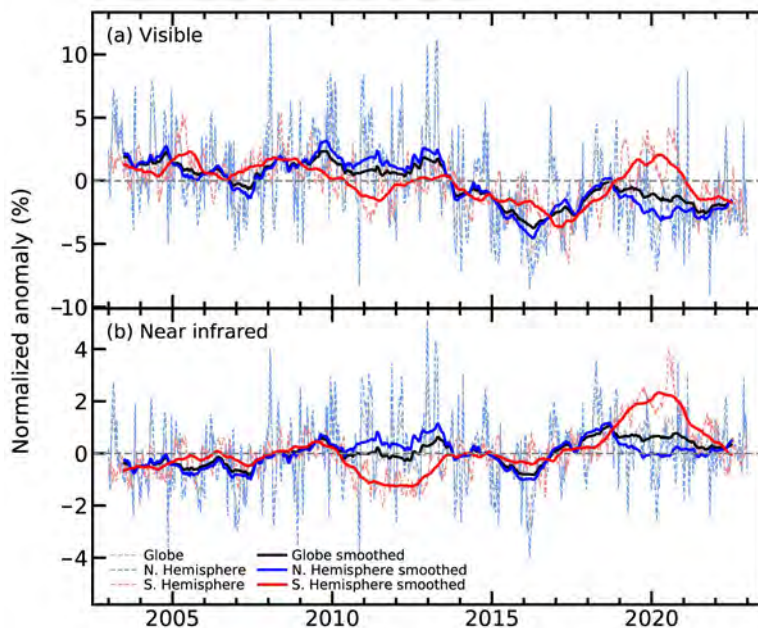 (a) Visible
10
5
0
−5
−10
(b) Near infrared
4
2
0
−2
−4
Normalized anomaly (%)
Globe
N. Hemisphere
S. Hemisphere
Globe smoothed
N. Hemisphere smoothed
S. Hemisphere smoothed
2005
2010
2015
2020